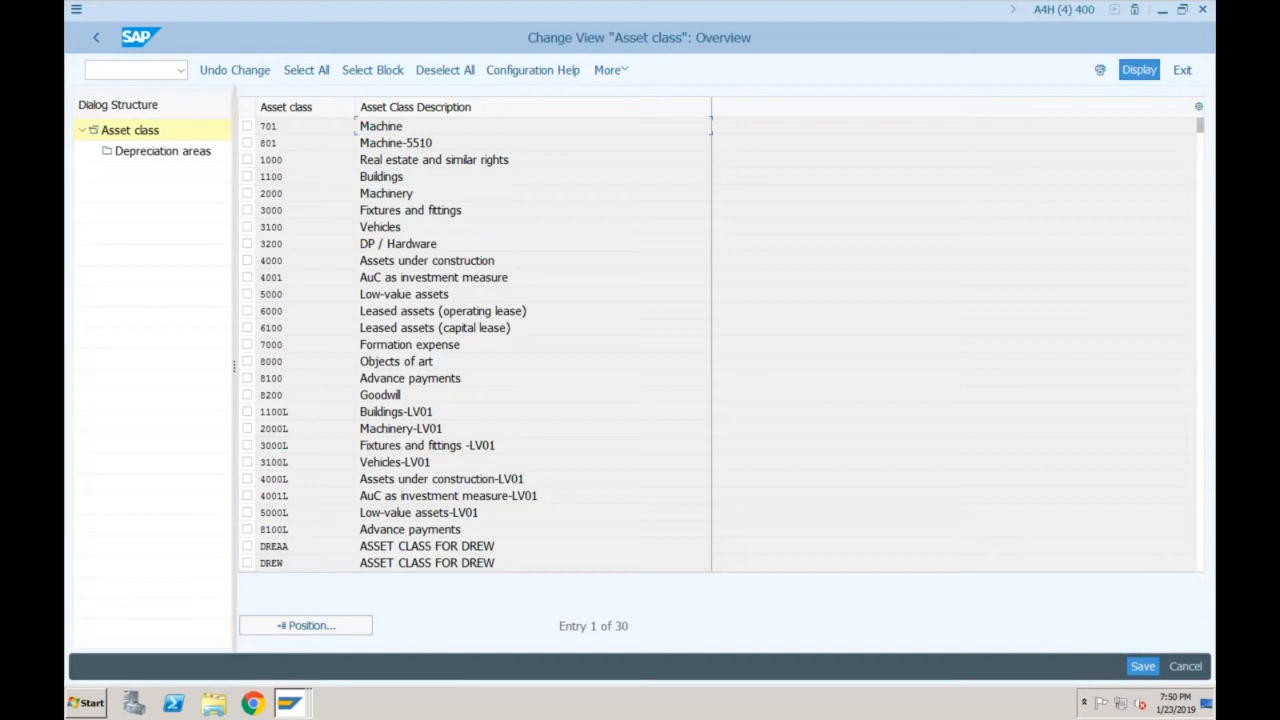 A4H (4) 400
SAP
Change View "Asset class": Overview
Undo Change Select All Select Block Deselect All Configuration Help More Display Exit
Dialog Structure
Asset class
Depreciation areas
Asset class Asset Class Description
701 Machine
801 Machine-5510
1000 Real estate and similar rights
1100 Buildings
2000 Machinery
3000 Fixtures and fittings
3100 Vehicles
3200 DP / Hardware
4000 Assets under construction
4001 AuC as investment measure
5000 Low-value assets
6000 Leased assets (operating lease)
6100 Leased assets (capital lease)
7000 Formation expense
8000 Objects of art
8100 Advance payments
8200 Goodwill
1100L Buildings-LV01
2000L Machinery-LV01
3000L Fixtures and fittings -LV01
3100L Vehicles-LV01
4000L Assets under construction-LV01
4001L AuC as investment measure-LV01
5000L Low-value assets-LV01
8100L Advance payments
DREAA ASSET CLASS FOR DREW
DREW ASSET CLASS FOR DREW
Position... Entry 1 of 30
Save Cancel
Start
7:50 PM
1/23/2019